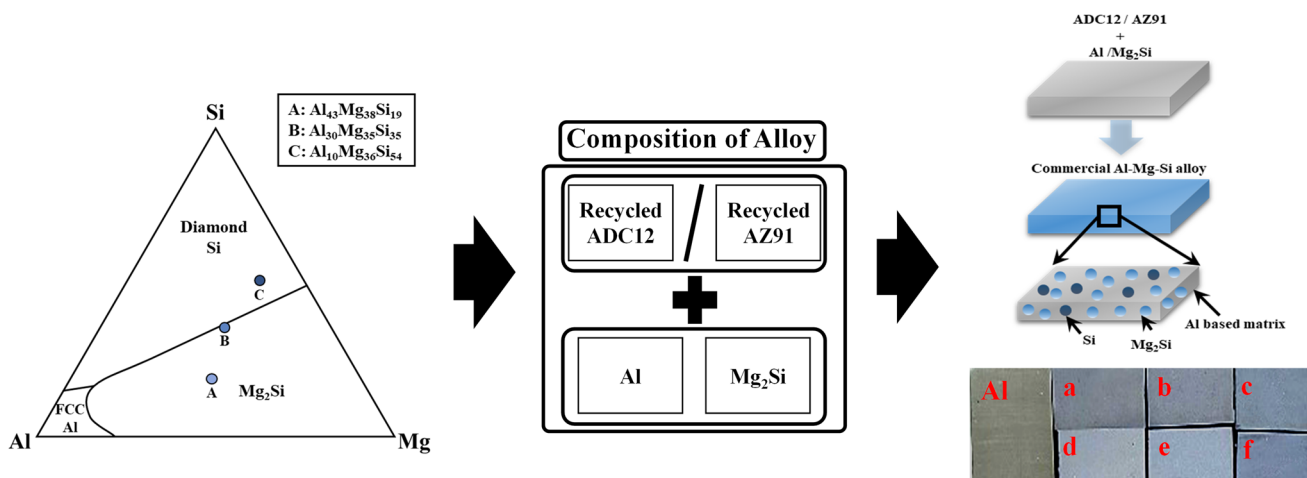 Si
A: Al₄₃Mg₃₈Si₁₉
B: Al₃₀Mg₃₅Si₃₅
C: Al₁₀Mg₃₆Si₅₄
Diamond
Si
C
B
A
Mg₂Si
FCC
Al
Al
Mg
Composition of Alloy
Recycled
ADC12
/
Recycled
AZ91
+
Al
Mg₂Si
ADC12 / AZ91
+
Al /Mg₂Si
Commercial Al-Mg-Si alloy
Al based matrix
Si
Mg₂Si
Al
a
b
c
d
e
f